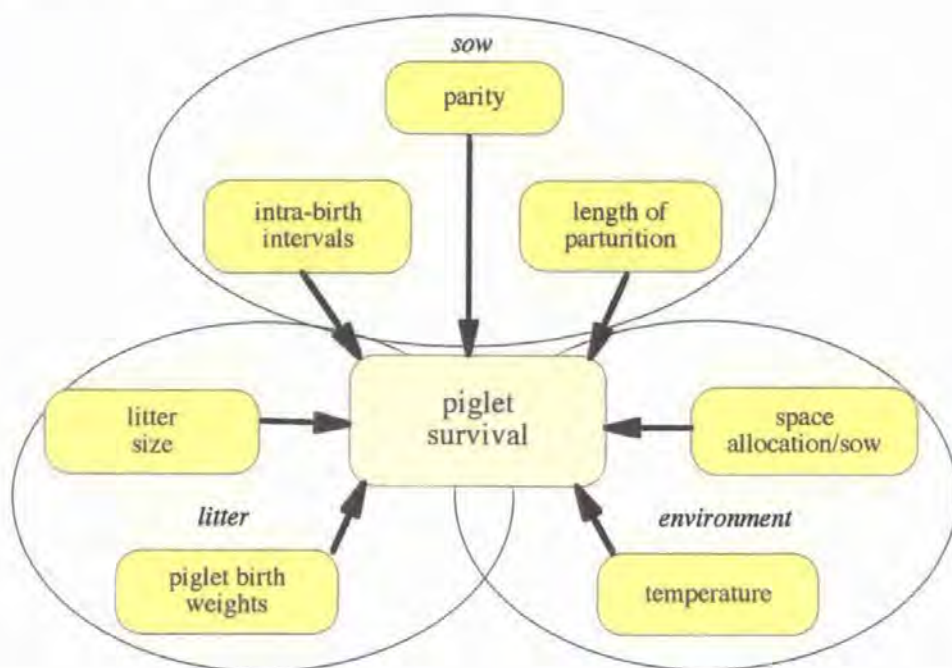 sow
parity
intra-birth
intervals
length of
parturition
piglet
survival
litter
size
space
allocation/sow
litter
environment
piglet birth
weights
temperature